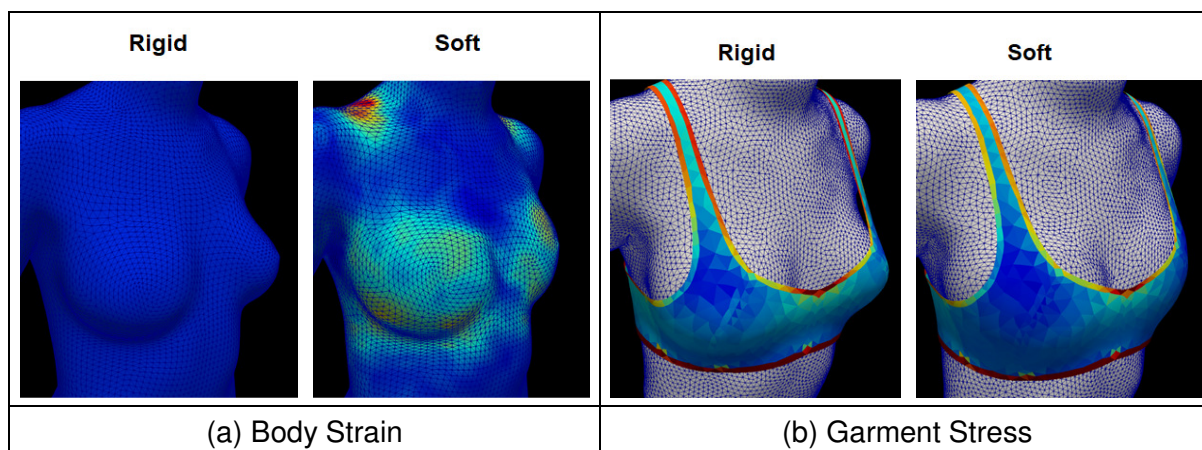 Rigid
Soft
Rigid
Soft
(a) Body Strain
(b) Garment Stress